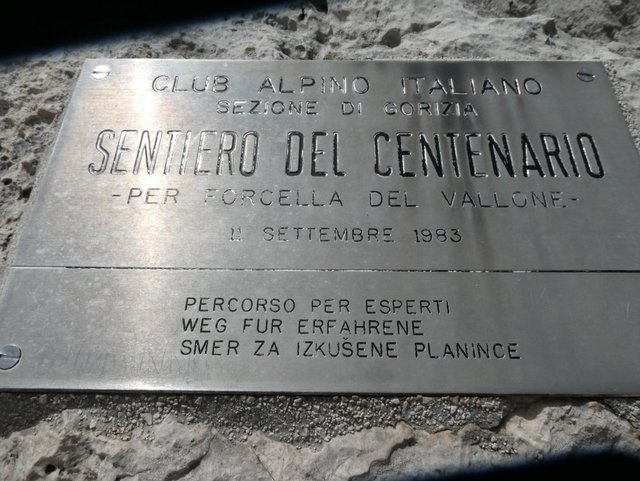 CLUB ALPINO ITALIANO
SEZIONE DI GORIZIA
SENTIERO DEL CENTENARIO
-PER FORCELLA DEL VALLONE-
11 SETTEMBRE 1983
PERCORSO PER ESPERTI
WEG FUR ERFAHRENE
SMER ZA IZKUŠENE PLANINCE